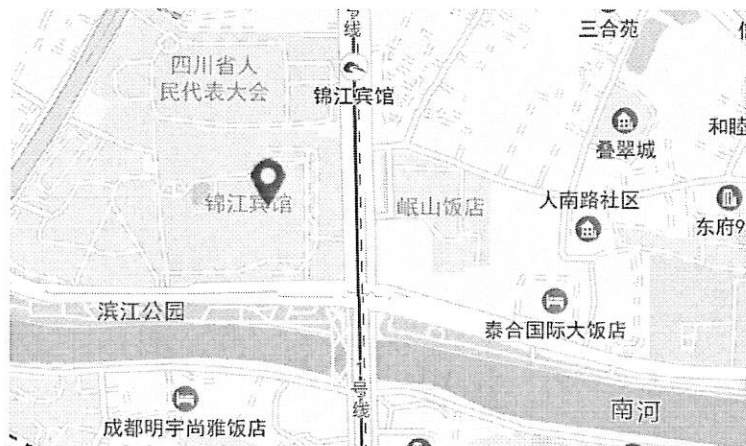 号线
三合苑
四川省人
民代表大会
锦江宾馆
叠翠城
和睦
锦江宾馆
岷山饭店
人南路社区
东府9
滨江公园
泰合国际大饭店
1号线
南河
成都明宇尚雅饭店